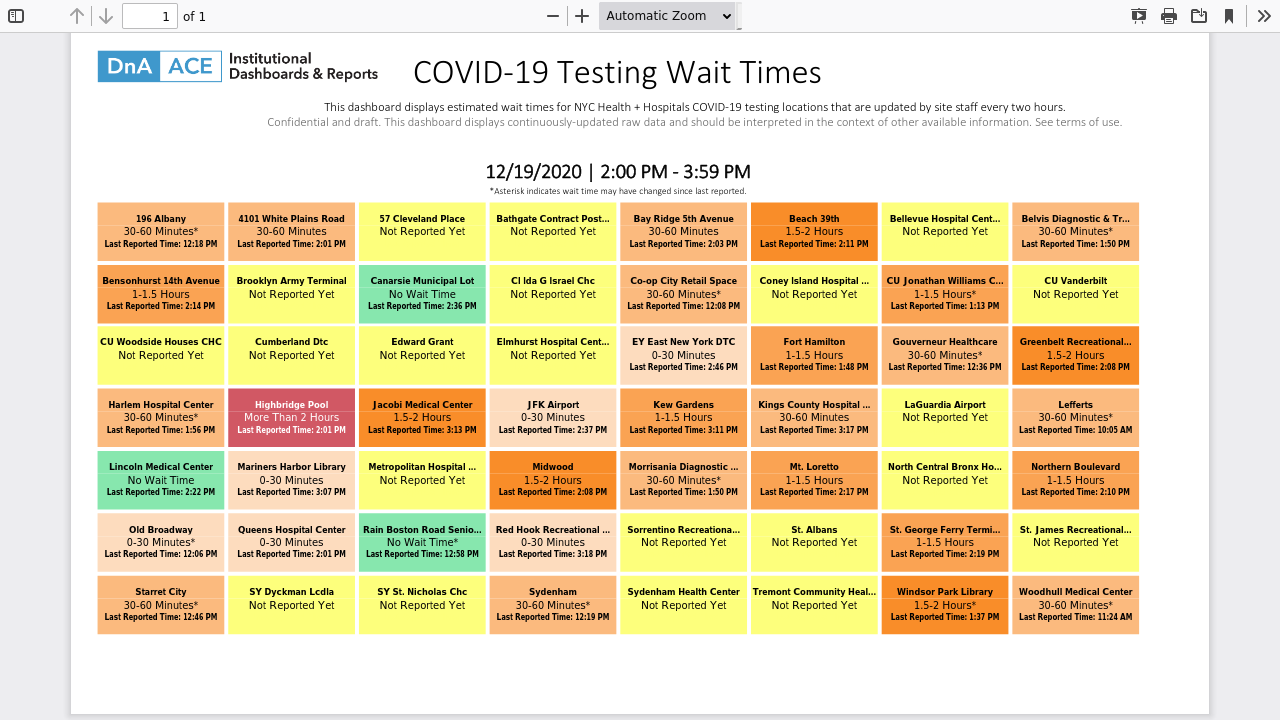 1 of 1 Automatic Zoom
DnA ACE Institutional
Dashboards & Reports
COVID-19 Testing Wait Times
This dashboard displays estimated wait times for NYC Health + Hospitals COVID-19 testing locations that are updated by site staff every two hours.
Confidential and draft. This dashboard displays continuously-updated raw data and should be interpreted in the context of other available information. See terms of use.
12/19/2020 | 2:00 PM - 3:59 PM
*Asterisk indicates wait time may have changed since last reported.
196 Albany
30-60 Minutes*
Last Reported Time: 12:18 PM
4101 White Plains Road
30-60 Minutes
Last Reported Time: 2:01 PM
57 Cleveland Place
Not Reported Yet
Bathgate Contract Post...
Not Reported Yet
Bay Ridge 5th Avenue
30-60 Minutes
Last Reported Time: 2:03 PM
Beach 39th
1.5-2 Hours
Last Reported Time: 2:11 PM
Bellevue Hospital Cent...
Not Reported Yet
Belvis Diagnostic & Tr...
30-60 Minutes*
Last Reported Time: 1:50 PM
Bensonhurst 14th Avenue
1-1.5 Hours
Last Reported Time: 2:14 PM
Brooklyn Army Terminal
Not Reported Yet
Canarsie Municipal Lot
No Wait Time
Last Reported Time: 2:36 PM
Cl Ida G Israel Chc
Not Reported Yet
Co-op City Retail Space
30-60 Minutes*
Last Reported Time: 12:08 PM
Coney Island Hospital ...
Not Reported Yet
CU Jonathan Williams C...
1-1.5 Hours*
Last Reported Time: 1:13 PM
CU Vanderbilt
Not Reported Yet
CU Woodside Houses CHC
Not Reported Yet
Cumberland Dtc
Not Reported Yet
Edward Grant
Not Reported Yet
Elmhurst Hospital Cent...
Not Reported Yet
EY East New York DTC
0-30 Minutes
Last Reported Time: 2:46 PM
Fort Hamilton
1-1.5 Hours
Last Reported Time: 1:48 PM
Gouverneur Healthcare
30-60 Minutes*
Last Reported Time: 12:36 PM
Greenbelt Recreational...
1.5-2 Hours
Last Reported Time: 2:08 PM
Harlem Hospital Center
30-60 Minutes*
Last Reported Time: 1:56 PM
Highbridge Pool
More Than 2 Hours
Last Reported Time: 2:01 PM
Jacobi Medical Center
1.5-2 Hours
Last Reported Time: 3:13 PM
JFK Airport
0-30 Minutes
Last Reported Time: 2:37 PM
Kew Gardens
1-1.5 Hours
Last Reported Time: 3:11 PM
Kings County Hospital ...
30-60 Minutes
Last Reported Time: 3:17 PM
LaGuardia Airport
Not Reported Yet
Lefferts
30-60 Minutes*
Last Reported Time: 10:05 AM
Lincoln Medical Center
No Wait Time
Last Reported Time: 2:22 PM
Mariners Harbor Library
0-30 Minutes
Last Reported Time: 3:07 PM
Metropolitan Hospital ...
Not Reported Yet
Midwood
1.5-2 Hours
Last Reported Time: 2:08 PM
Morrisania Diagnostic ...
30-60 Minutes*
Last Reported Time: 1:50 PM
Mt. Loretto
1-1.5 Hours
Last Reported Time: 2:17 PM
North Central Bronx Ho...
Not Reported Yet
Northern Boulevard
1-1.5 Hours
Last Reported Time: 2:10 PM
Old Broadway
0-30 Minutes*
Last Reported Time: 12:06 PM
Queens Hospital Center
0-30 Minutes
Last Reported Time: 2:01 PM
Rain Boston Road Senio...
No Wait Time*
Last Reported Time: 12:58 PM
Red Hook Recreational ...
0-30 Minutes
Last Reported Time: 3:18 PM
Sorrentino Recreationa...
Not Reported Yet
St. Albans
Not Reported Yet
St. George Ferry Termi...
1-1.5 Hours
Last Reported Time: 2:19 PM
St. James Recreational...
Not Reported Yet
Starret City
30-60 Minutes*
Last Reported Time: 12:46 PM
SY Dyckman Lcdla
Not Reported Yet
SY St. Nicholas Chc
Not Reported Yet
Sydenham
30-60 Minutes*
Last Reported Time: 12:19 PM
Sydenham Health Center
Not Reported Yet
Tremont Community Heal...
Not Reported Yet
Windsor Park Library
1.5-2 Hours*
Last Reported Time: 1:37 PM
Woodhull Medical Center
30-60 Minutes*
Last Reported Time: 11:24 AM